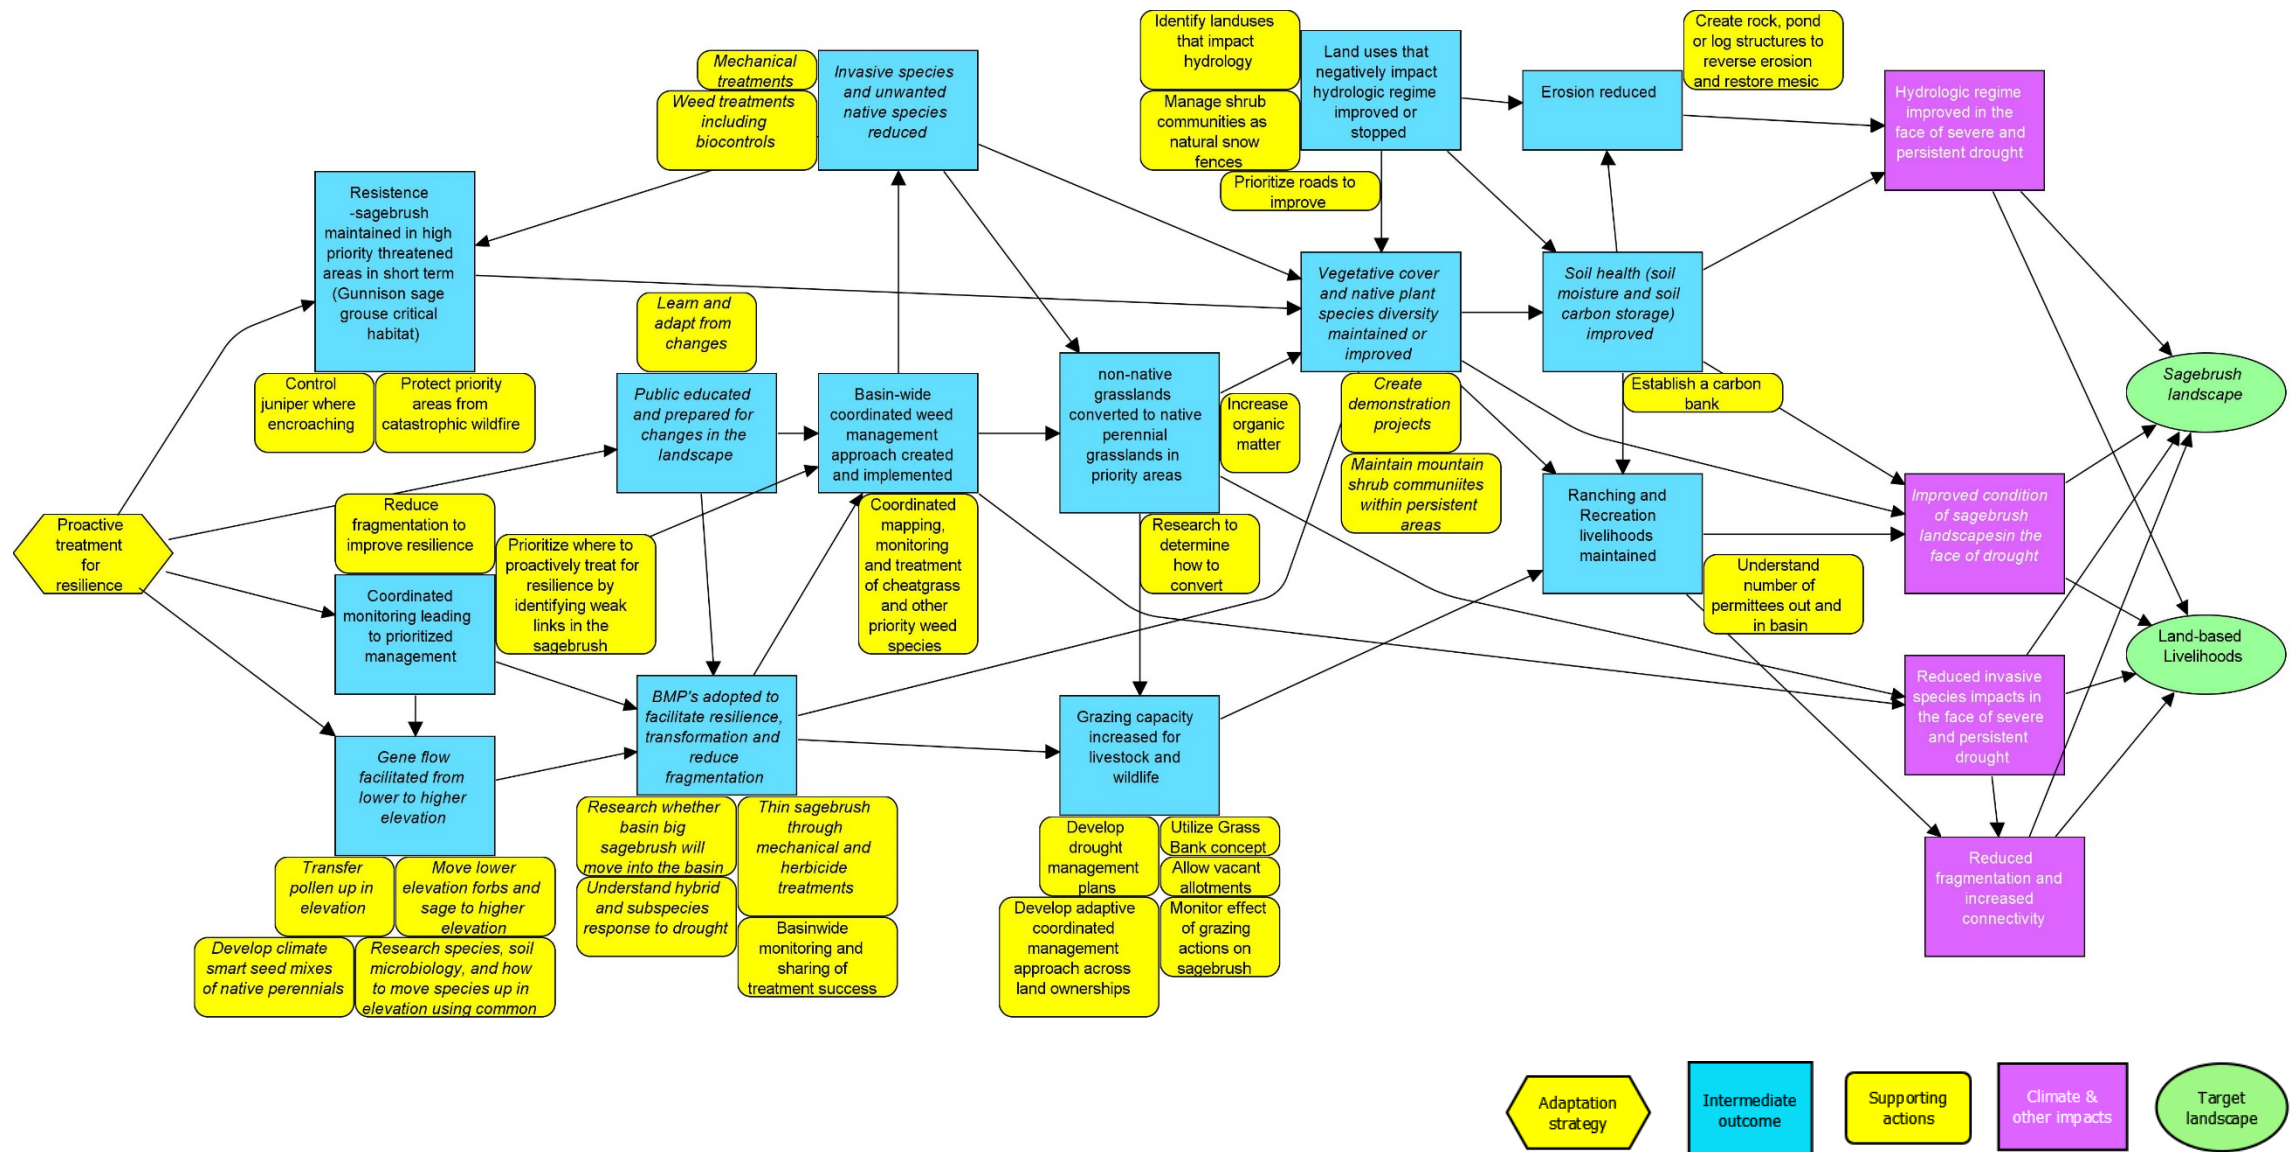 Identify landuses
that impact
hydrology
Create rock, pond
or log structures to
reverse erosion
and restore mesic
Mechanical
treatments
Invasive species
and unwanted
native species
reduced
Land uses that
negatively impact
hydrologic regime
improved or
stopped
Erosion reduced
Hydrologic regime
improved in the
face of severe and
persistent drought
Weed treatments
including
biocontrols
Manage shrub
communities as
natural snow
fences
Prioritize roads to
improve
Resistence
-sagebrush
maintained in high
priority threatened
areas in short term
(Gunnison sage
grouse critical
habitat)
Learn and
adapt from
changes
Vegetative cover
and native plant
species diversity
maintained or
improved
Soil health (soil
moisture and soil
carbon storage)
improved
Control
juniper where
encroaching
Protect priority
areas from
catastrophic wildfire
Public educated
and prepared for
changes in the
landscape
Basin-wide
coordinated weed
management
approach created
and implemented
non-native
grasslands
converted to native
perennial
grasslands in
priority areas
Increase
organic
matter
Create
demonstration
projects
Establish a carbon
bank
Sagebrush
landscape
Maintain mountain
shrub communiites
within persistent
areas
Ranching and
Recreation
livelihoods
maintained
Improved condition
of sagebrush
landscapesin the
face of drought
Proactive
treatment
for
resilience
Reduce
fragmentation to
improve resilience
Prioritize where to
proactively treat for
resilience by
identifying weak
links in the
sagebrush
Coordinated
mapping,
monitoring
and treatment
of cheatgrass
and other
priority weed
species
Research to
determine
how to
convert
Understand
number of
permittees out and
in basin
Coordinated
monitoring leading
to prioritized
management
Land-based
Livelihoods
BMP's adopted to
facilitate resilience,
transformation and
reduce
fragmentation
Grazing capacity
increased for
livestock and
wildlife
Reduced invasive
species impacts in
the face of severe
and persistent
drought
Gene flow
facilitated from
lower to higher
elevation
Research whether
basin big
sagebrush will
move into the basin
Thin sagebrush
through
mechanical and
herbicide
treatments
Develop
drought
management
plans
Utilize Grass
Bank concept
Allow vacant
allotments
Reduced
fragmentation and
increased
connectivity
Transfer
pollen up in
elevation
Move lower
elevation forbs and
sage to higher
elevation
Understand hybrid
and subspecies
response to drought
Basinwide
monitoring and
sharing of
treatment success
Develop adaptive
coordinated
management
approach across
land ownerships
Monitor effect
of grazing
actions on
sagebrush
Develop climate
smart seed mixes
of native perennials
Research species, soil
microbiology, and how
to move species up in
elevation using common
Adaptation
strategy
Intermediate
outcome
Supporting
actions
Climate &
other impacts
Target
landscape